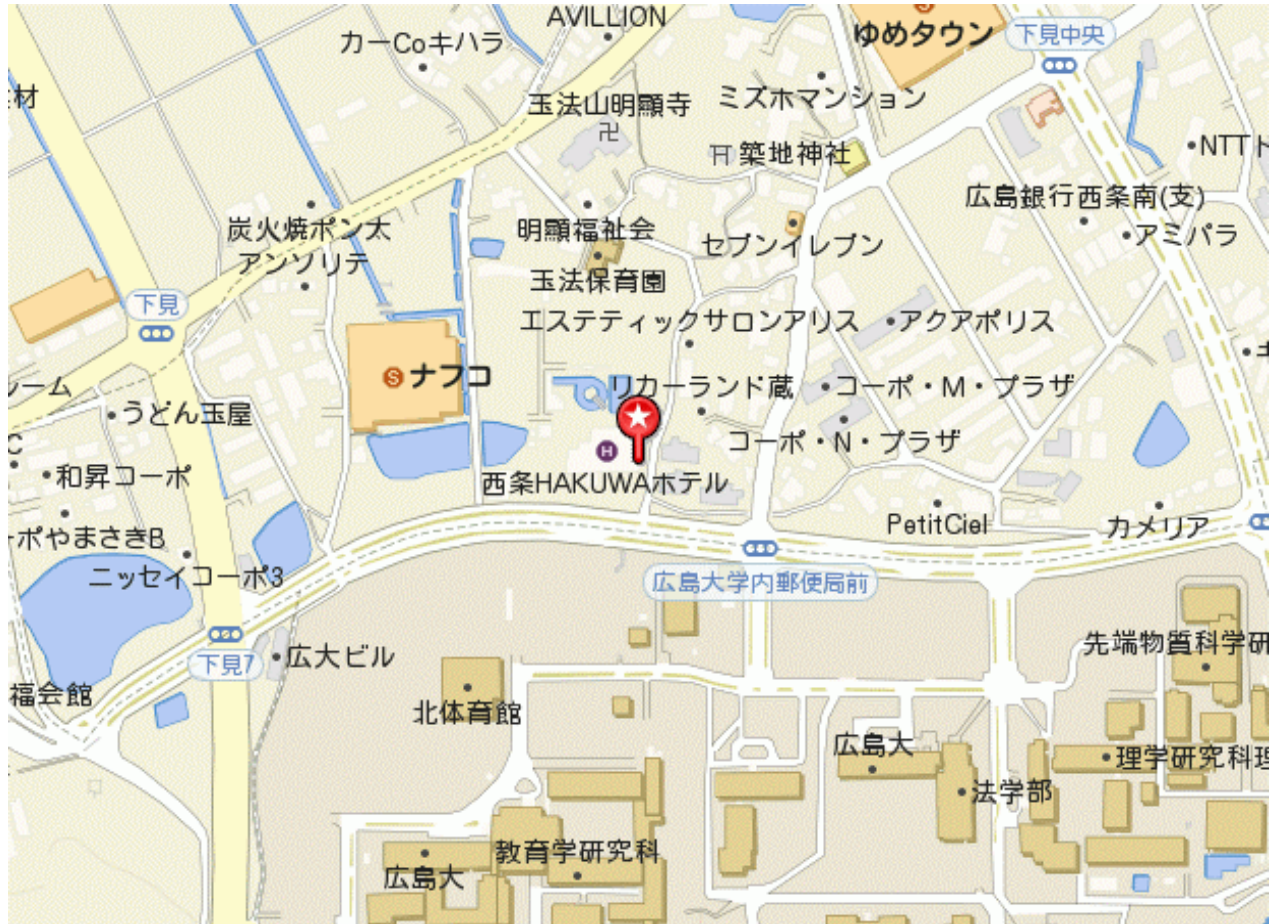 AVILLION
カーCoキハラ
ゆめタウン
下見中央
材
玉法山明顯寺
ミズホマンション
築地神社
NTTド
広島銀行西条南(支)
炭火焼ポン太
明顯福祉会
セブンイレブン
アミパラ
アンソリテ
玉法保育園
下見
エステティックサロンアリス
アクアポリス
ナフコ
ルーム
リカーランド蔵
コーポ・M・プラザ
うどん玉屋
コーポ・N・プラザ
C
H
和昇コーポ
西条HAKUWAホテル
PetitCiel
カメリア
ーポやまさきB
ニッセイコーポ3
広島大学内郵便局前
下見7
広大ビル
先端物質科学研
福会館
北体育館
広島大
理学研究科理
法学部
教育学研究科
広島大